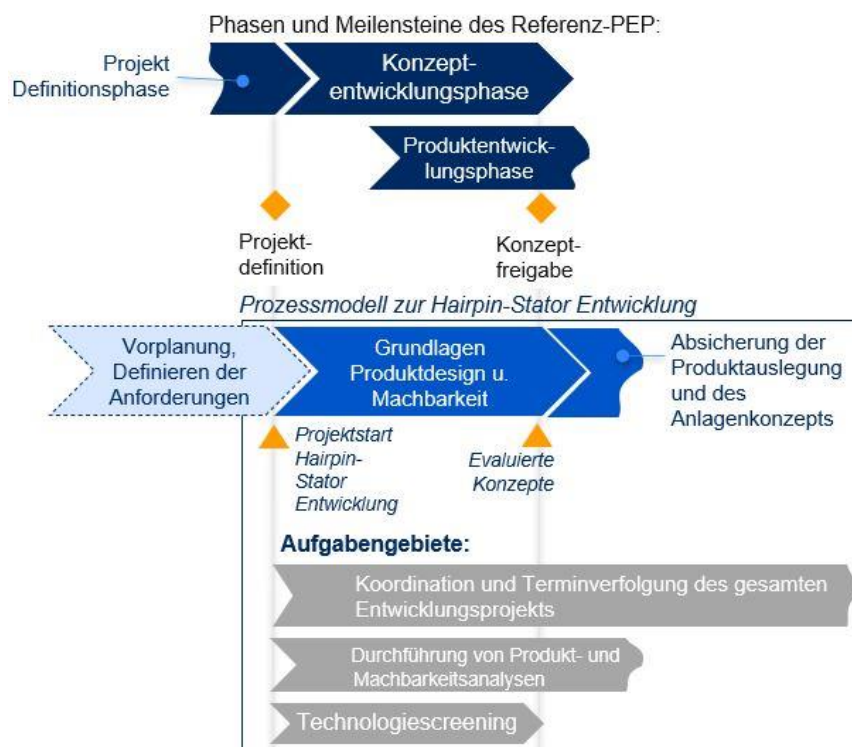 Phasen und Meilensteine des Referenz-PEP:
Projekt
Definitionsphase
Konzept-
entwicklungsphase
Produktentwick-
lungsphase
Projekt-
definition
Konzept-
freigabe
Prozessmodell zur Hairpin-Stator Entwicklung
Vorplanung,
Definieren der
Anforderungen
Grundlagen
Produktdesign u.
Machbarkeit
Absicherung der
Produktauslegung
und des
Anlagenkonzepts
Projektstart
Hairpin-
Stator
Entwicklung
Evaluierte
Konzepte
Aufgabengebiete:
Koordination und Terminverfolgung des gesamten
Entwicklungsprojekts
Durchführung von Produkt- und
Machbarkeitsanalysen
Technologiescreening